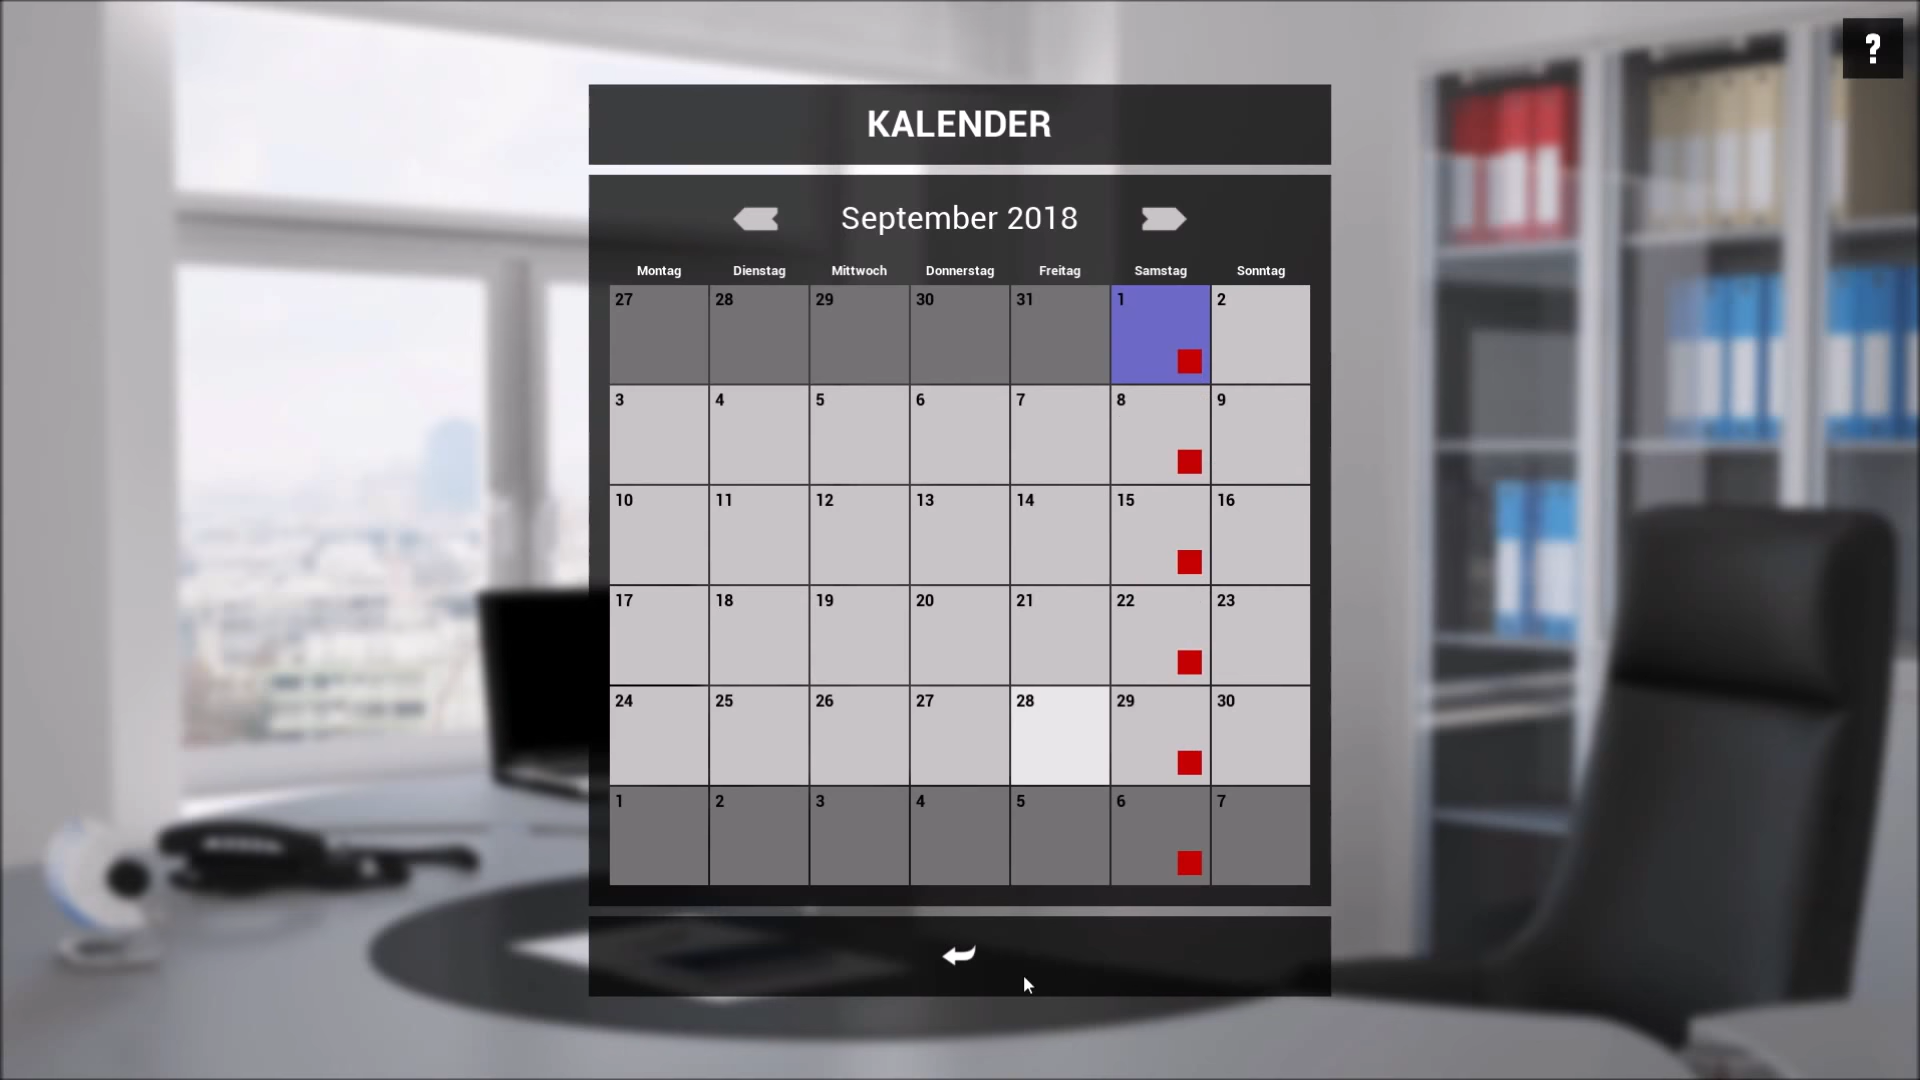 ?
KALENDER
September 2018
Montag Dienstag Mittwoch Donnerstag Freitag Samstag Sonntag
27 28 29 30 31 1 2
3 4 5 6 7 8 9
10 11 12 13 14 15 16
17 18 19 20 21 22 23
24 25 26 27 28 29 30
1 2 3 4 5 6 7